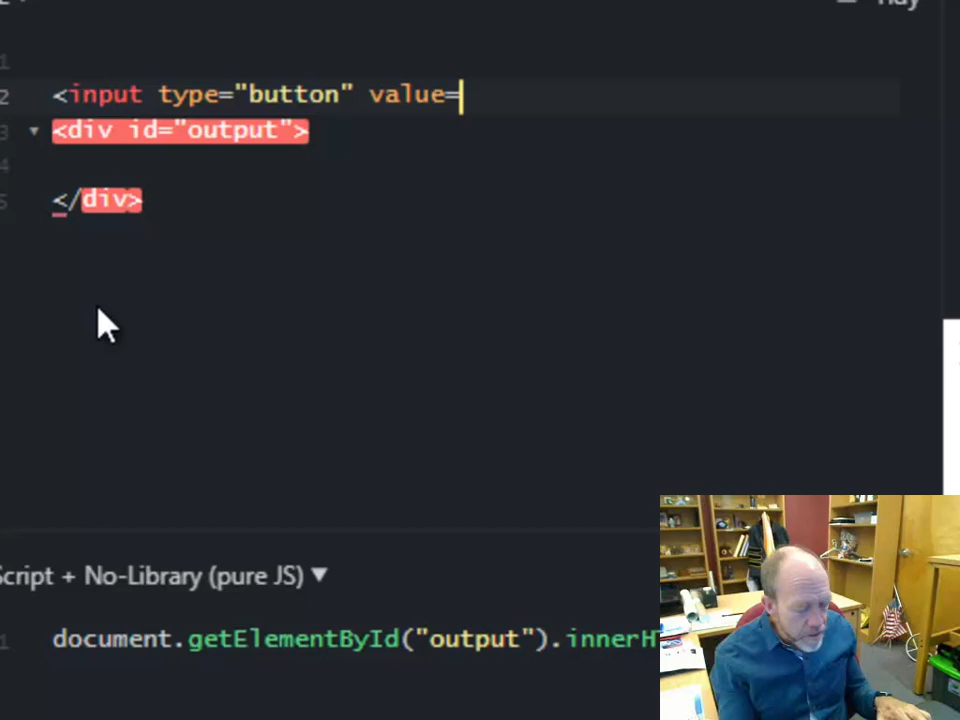 1
2 <input type="button" value=
3 ▼ <div id="output">
4
5 </div>
Script + No-Library (pure JS) ▼
1 document.getElementById("output").innerH